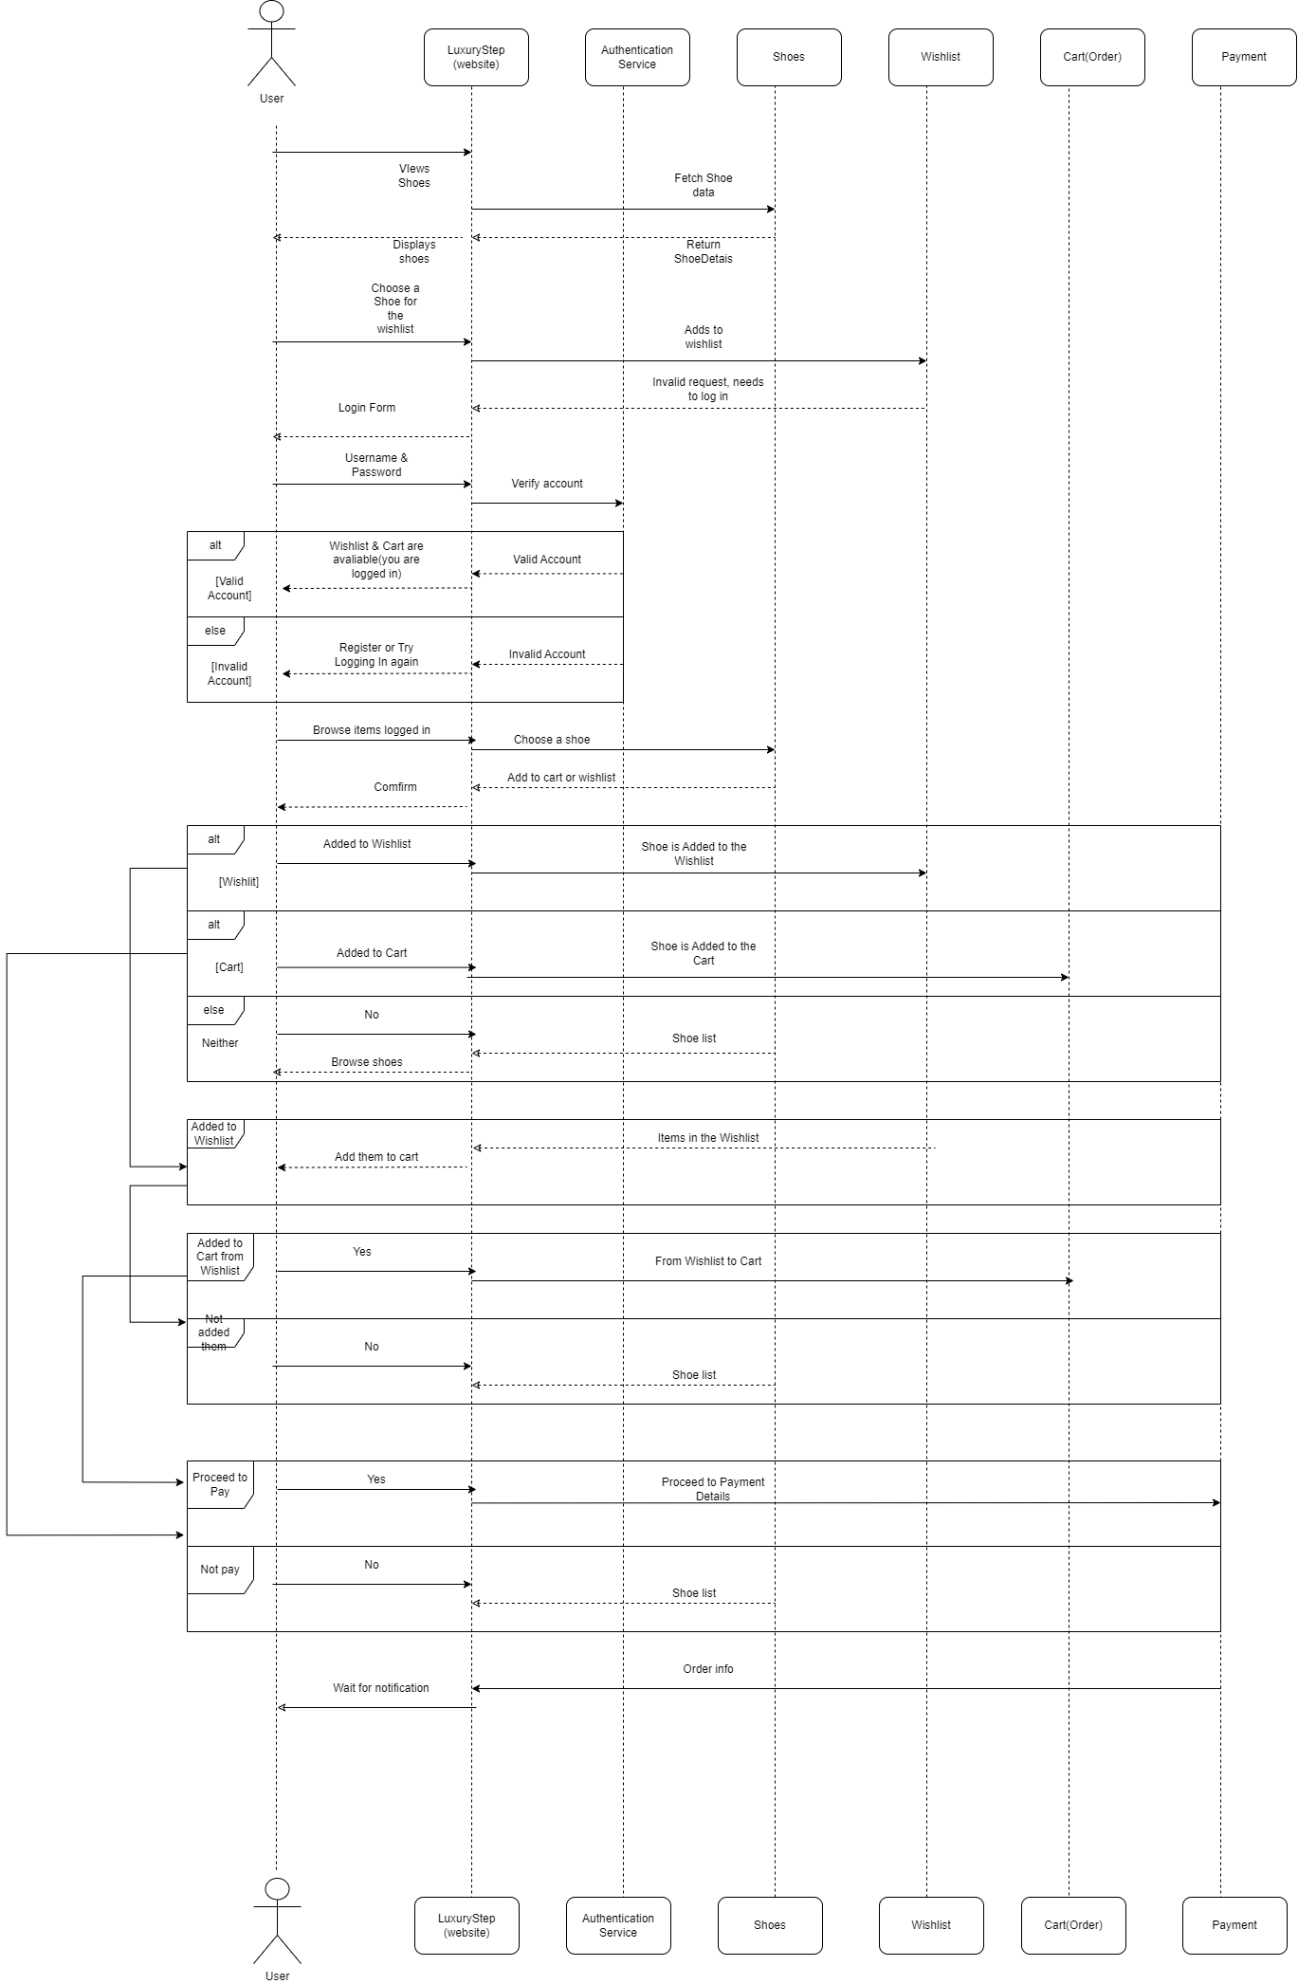 User
LuxuryStep
(website)
Authentication
Service
Shoes
Wishlist
Cart(Order)
Payment
VIews
Shoes
Fetch Shoe
data
Displays
shoes
Return
ShoeDetais
Choose a
Shoe for
the
wishlist
Adds to
wishlist
Invalid request, needs
to log in
Login Form
Username &
Password
Verify account
alt
[Valid
Account]
Wishlist & Cart are
avaliable(you are
logged in)
Valid Account
else
[Invalid
Account]
Register or Try
Logging In again
Invalid Account
Browse items logged in
Choose a shoe
Add to cart or wishlist
Comfirm
alt
[Wishlit]
Added to Wishlist
Shoe is Added to the
Wishlist
alt
[Cart]
Added to Cart
Shoe is Added to the
Cart
else
Neither
No
Shoe list
Browse shoes
Added to
Wishlist
Items in the Wishlist
Add them to cart
Added to
Cart from
Wishlist
Yes
From Wishlist to Cart
Not
added
them
No
Shoe list
Proceed to
Pay
Yes
Proceed to Payment
Details
Not pay
No
Shoe list
Order info
Wait for notification
User
LuxuryStep
(website)
Authentication
Service
Shoes
Wishlist
Cart(Order)
Payment